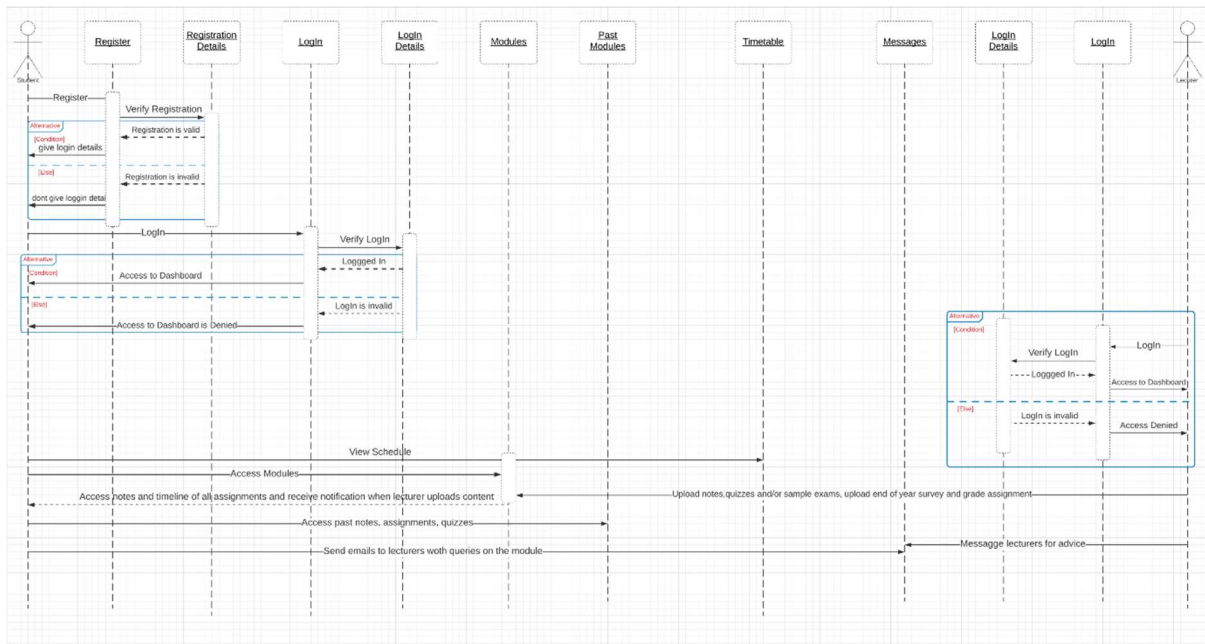 Register
Registration
Details
LogIn
LogIn
Details
Modules
Past
Modules
Timetable
Messages
LogIn
Details
LogIn
Student
Lecuter
Register
Verify Registration
Alternative
Registration is valid
[Condition]
give login details
[Else]
Registration is invalid
dont give loggin detai
LogIn
Verify LogIn
Alternative
Loggged In
[Condition]
Access to Dashboard
[Else]
LogIn is invalid
Access to Dashboard is Denied
Alternative
[Condition]
LogIn
Verify LogIn
Loggged In
Access to Dashboard
[Else]
LogIn is invalid
Access Denied
View Schedule
Access Modules
Access notes and timeline of all assignments and receive notification when lecturer uploads content
Upload notes,quizzes and/or sample exams, upload end of year survey and grade assignment
Access past notes, assignments, quizzes
Messagge lecturers for advice
Send emails to lecturers woth queries on the module